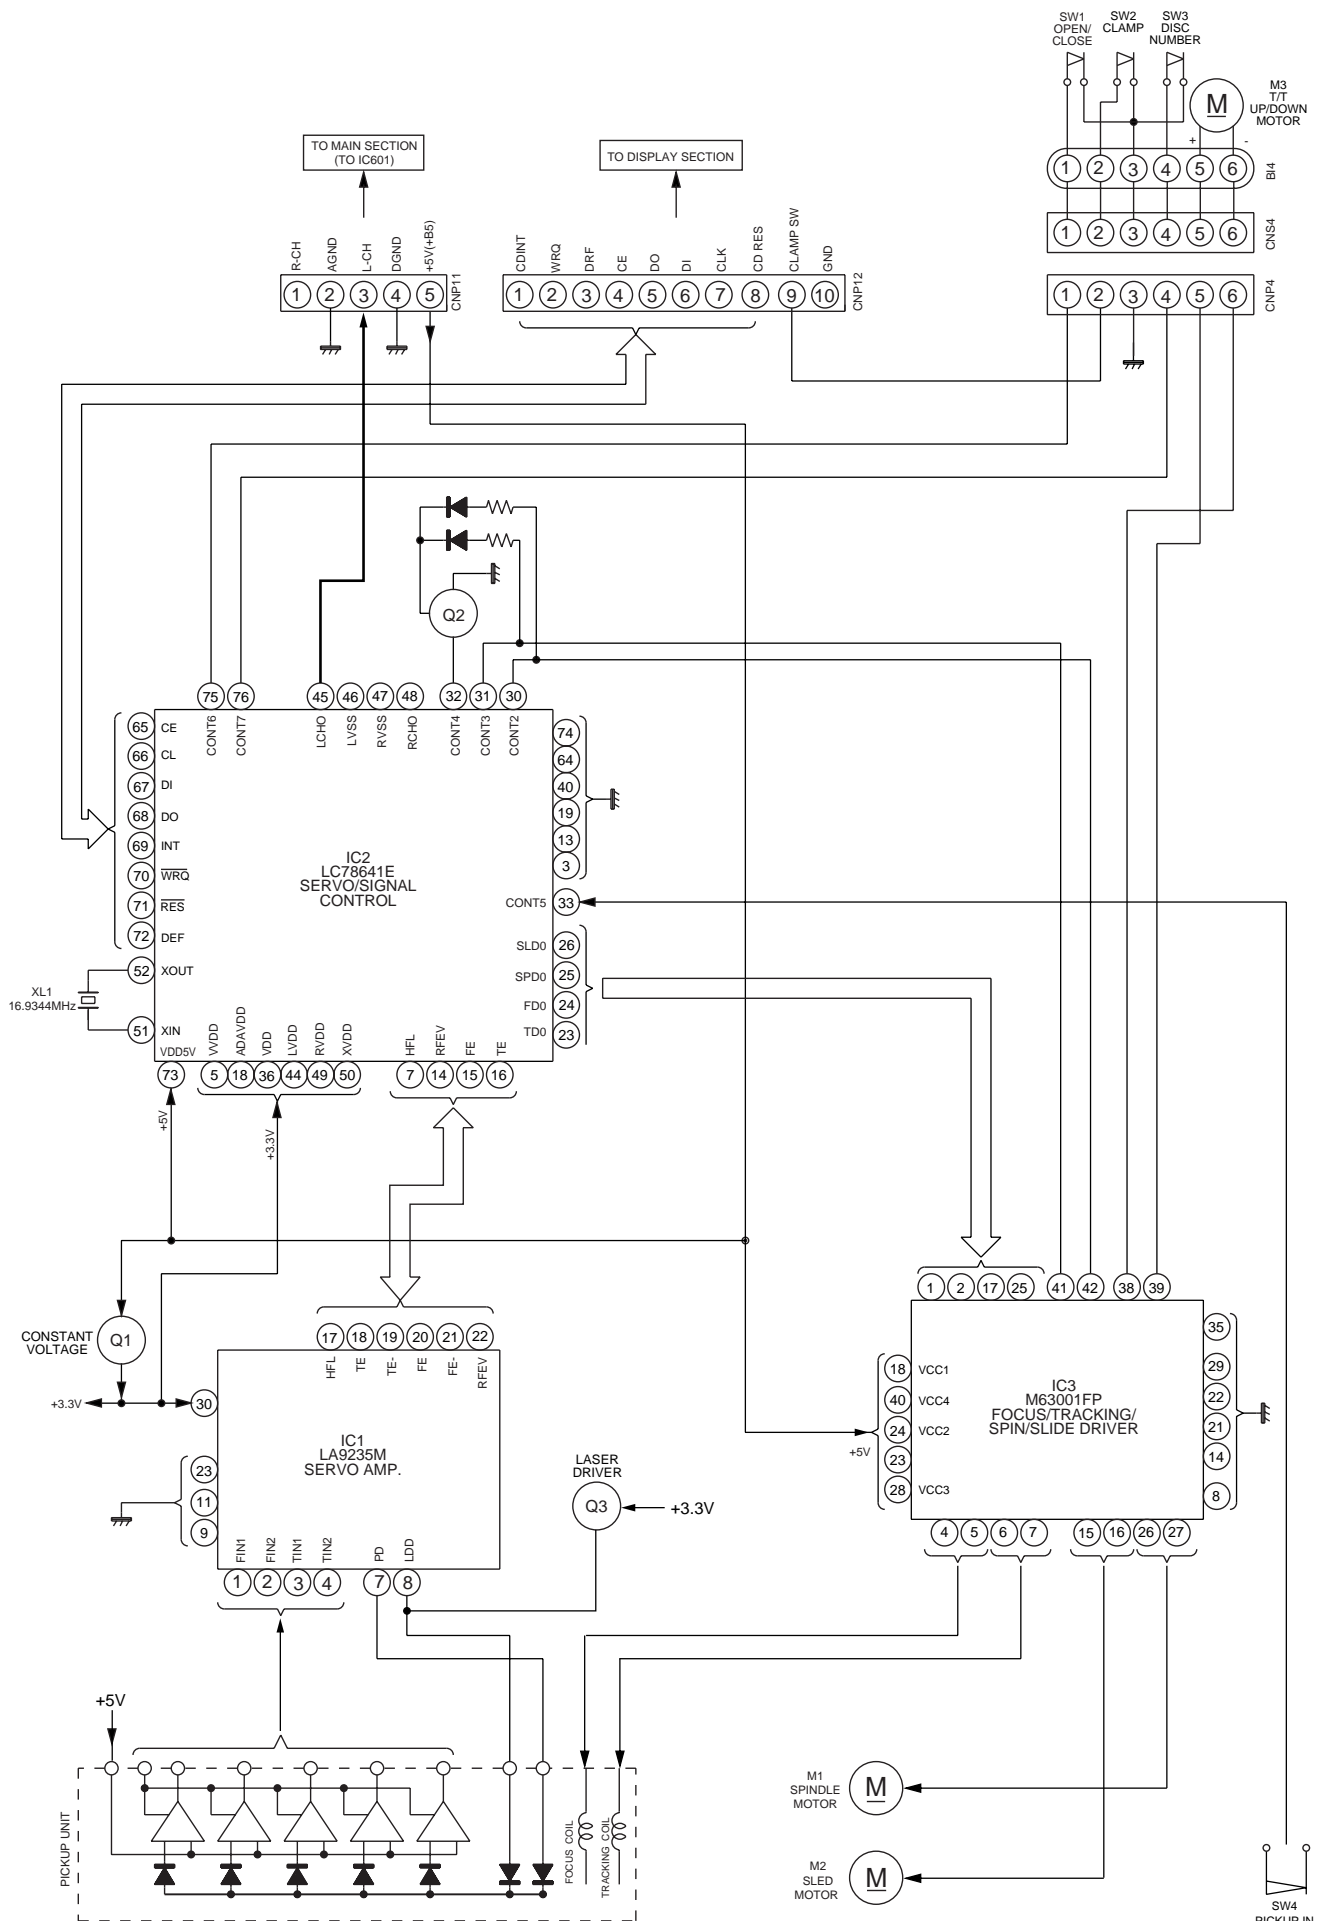 SW1
OPEN/
CLOSE
SW2
CLAMP
SW3
DISC
NUMBER
M
M3
T/T
UP/DOWN
MOTOR
+ -
1 2 3 4 5 6
BI4
1 2 3 4 5 6
CNS4
1 2 3 4 5 6
CNP4
TO MAIN SECTION
(TO IC601)
TO DISPLAY SECTION
R-CH
AGND
L-CH
DGND
+5V(+B5)
1 2 3 4 5
CNP11
CDINT
WRQ
DRF
CE
DO
DI
CLK
CD RES
CLAMP SW
GND
1 2 3 4 5 6 7 8 9 10
CNP12
Q2
75 76 45 46 47 48 32 31 30
CONT6
CONT7
LCHO
LVSS
RVSS
RCHO
CONT4
CONT3
CONT2
65 CE
66 CL
67 DI
68 DO
69 INT
70 WRQ
71 RES
72 DEF
52 XOUT
51 XIN
XL1
16.9344MHz
IC2
LC78641E
SERVO/SIGNAL
CONTROL
74
64
40
19
13
3
CONT5 33
SLD0 26
SPD0 25
FD0 24
TD0 23
VDD5V
VVDD
ADAVDD
VDD
LVDD
RVDD
XVDD
HFL
RFEV
FE
TE
73 5 18 36 44 49 50 7 14 15 16
+5V
+3.3V
CONSTANT
VOLTAGE
Q1
+3.3V
30
17 18 19 20 21 22
HFL
TE
TE-
FE
FE-
RFEV
IC1
LA9235M
SERVO AMP.
23
11
9
FIN1
FIN2
TIN1
TIN2
PD
LDD
1 2 3 4 7 8
LASER
DRIVER
Q3
+3.3V
1 2 17 25 41 42 38 39
18 VCC1
40 VCC4
24 VCC2
23
28 VCC3
+5V
IC3
M63001FP
FOCUS/TRACKING/
SPIN/SLIDE DRIVER
35
29
22
21
14
8
4 5 6 7 15 16 26 27
+5V
PICKUP UNIT
FOCUS COIL
TRACKING COIL
M1
SPINDLE
MOTOR
M
M2
SLED
MOTOR
M
SW4
PICKUP IN